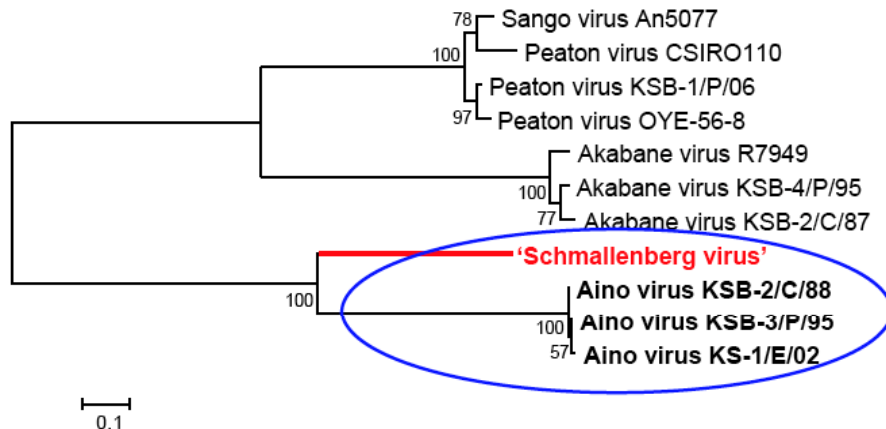 78
Sango virus An5077
100
Peaton virus CSIRO110
Peaton virus KSB-1/P/06
97
Peaton virus OYE-56-8
Akabane virus R7949
100
Akabane virus KSB-4/P/95
77
Akabane virus KSB-2/C/87
'Schmallenberg virus'
100
Aino virus KSB-2/C/88
100
Aino virus KSB-3/P/95
57
Aino virus KS-1/E/02
0.1